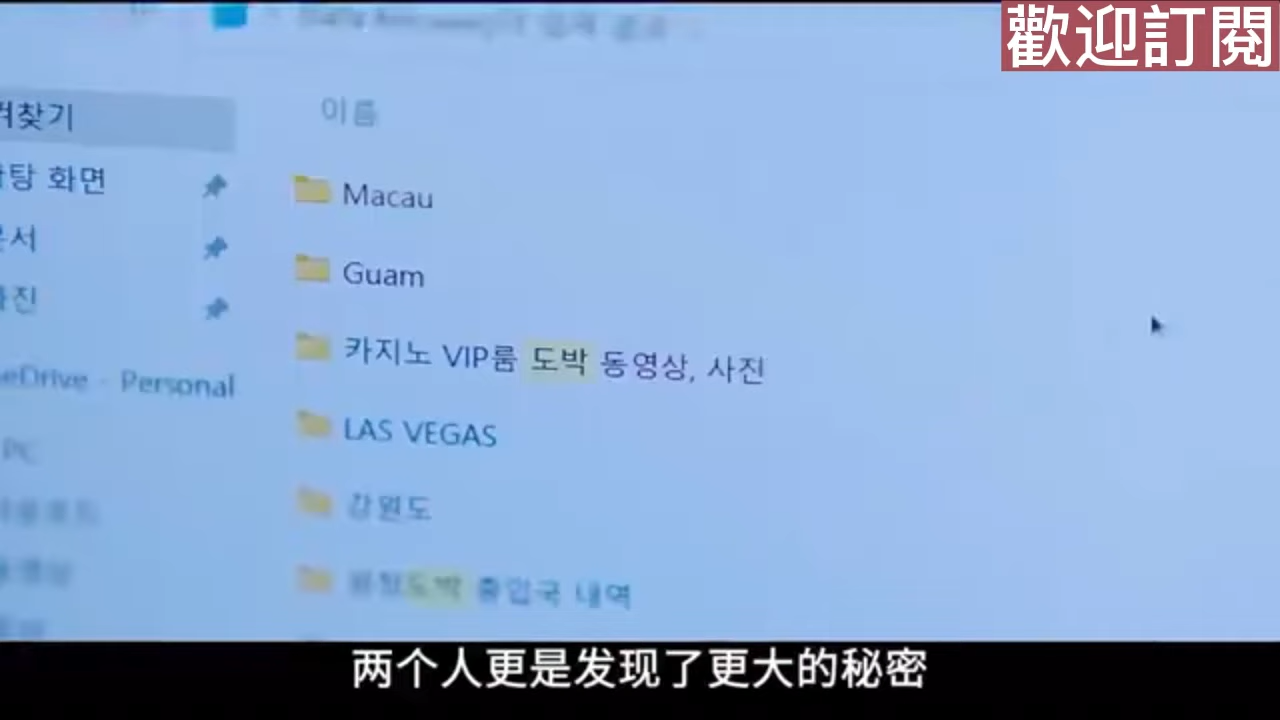 歡迎訂閱
이름
겨찾기
탕 화면
문서
사진
Macau
Guam
카지노 VIP룸 도박 동영상, 사진
LAS VEGAS
eDrive - Personal
강원도
PC
도박 출입국 내역
两个人更是发现了更大的秘密